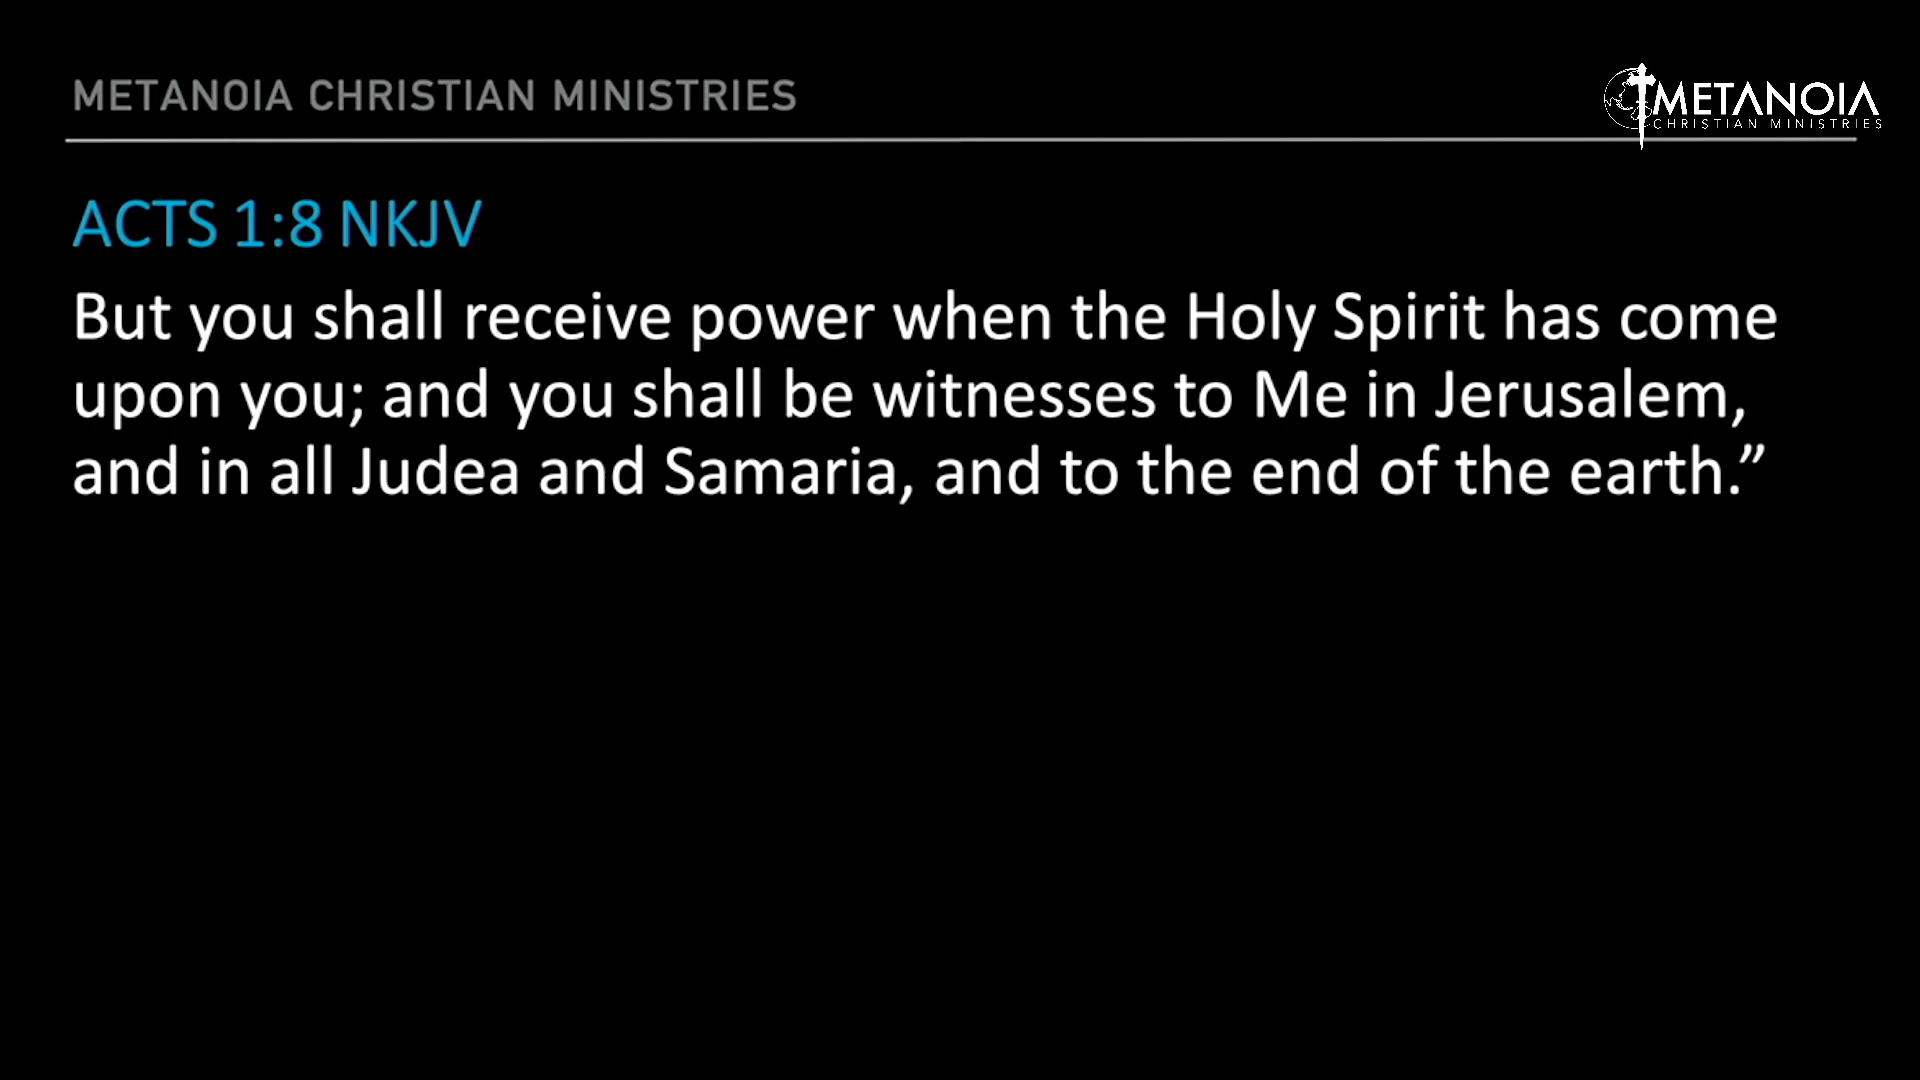 METANOIA CHRISTIAN MINISTRIES
METANOIA
CHRISTIAN MINISTRIES
ACTS 1:8 NKJV
But you shall receive power when the Holy Spirit has come
upon you; and you shall be witnesses to Me in Jerusalem,
and in all Judea and Samaria, and to the end of the earth.”